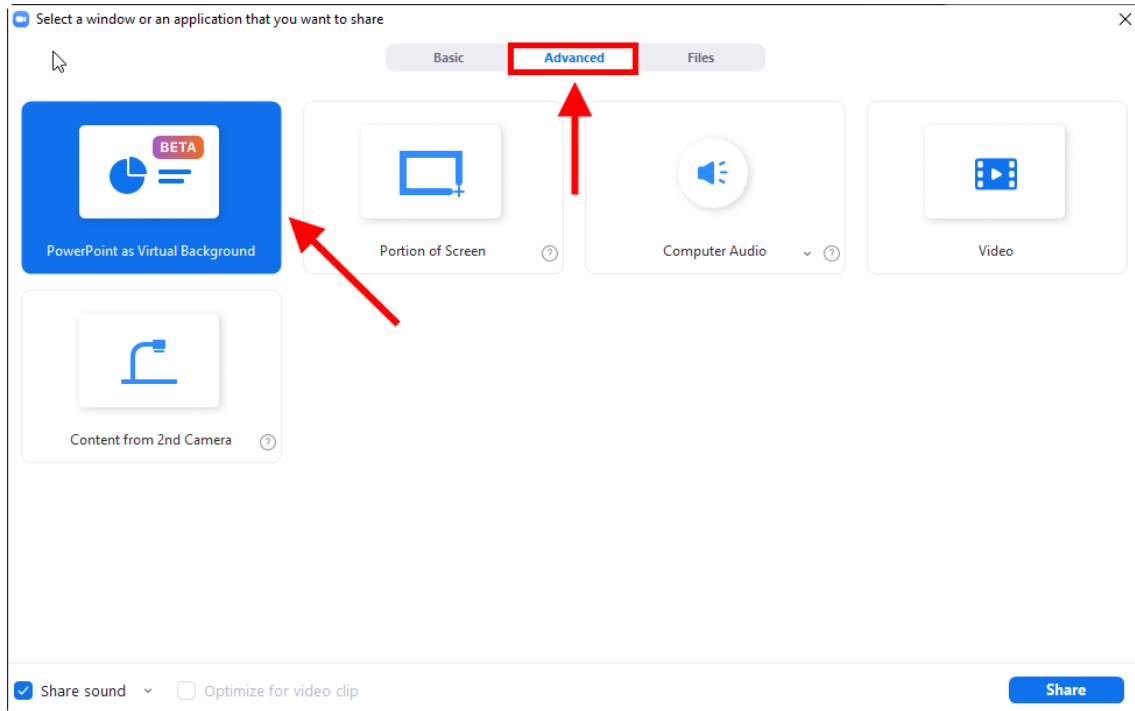 Select a window or an application that you want to share
Basic
Advanced
Files
BETA
PowerPoint as Virtual Background
Portion of Screen
?
Computer Audio
?
Video
Content from 2nd Camera
?
Share sound
Optimize for video clip
Share